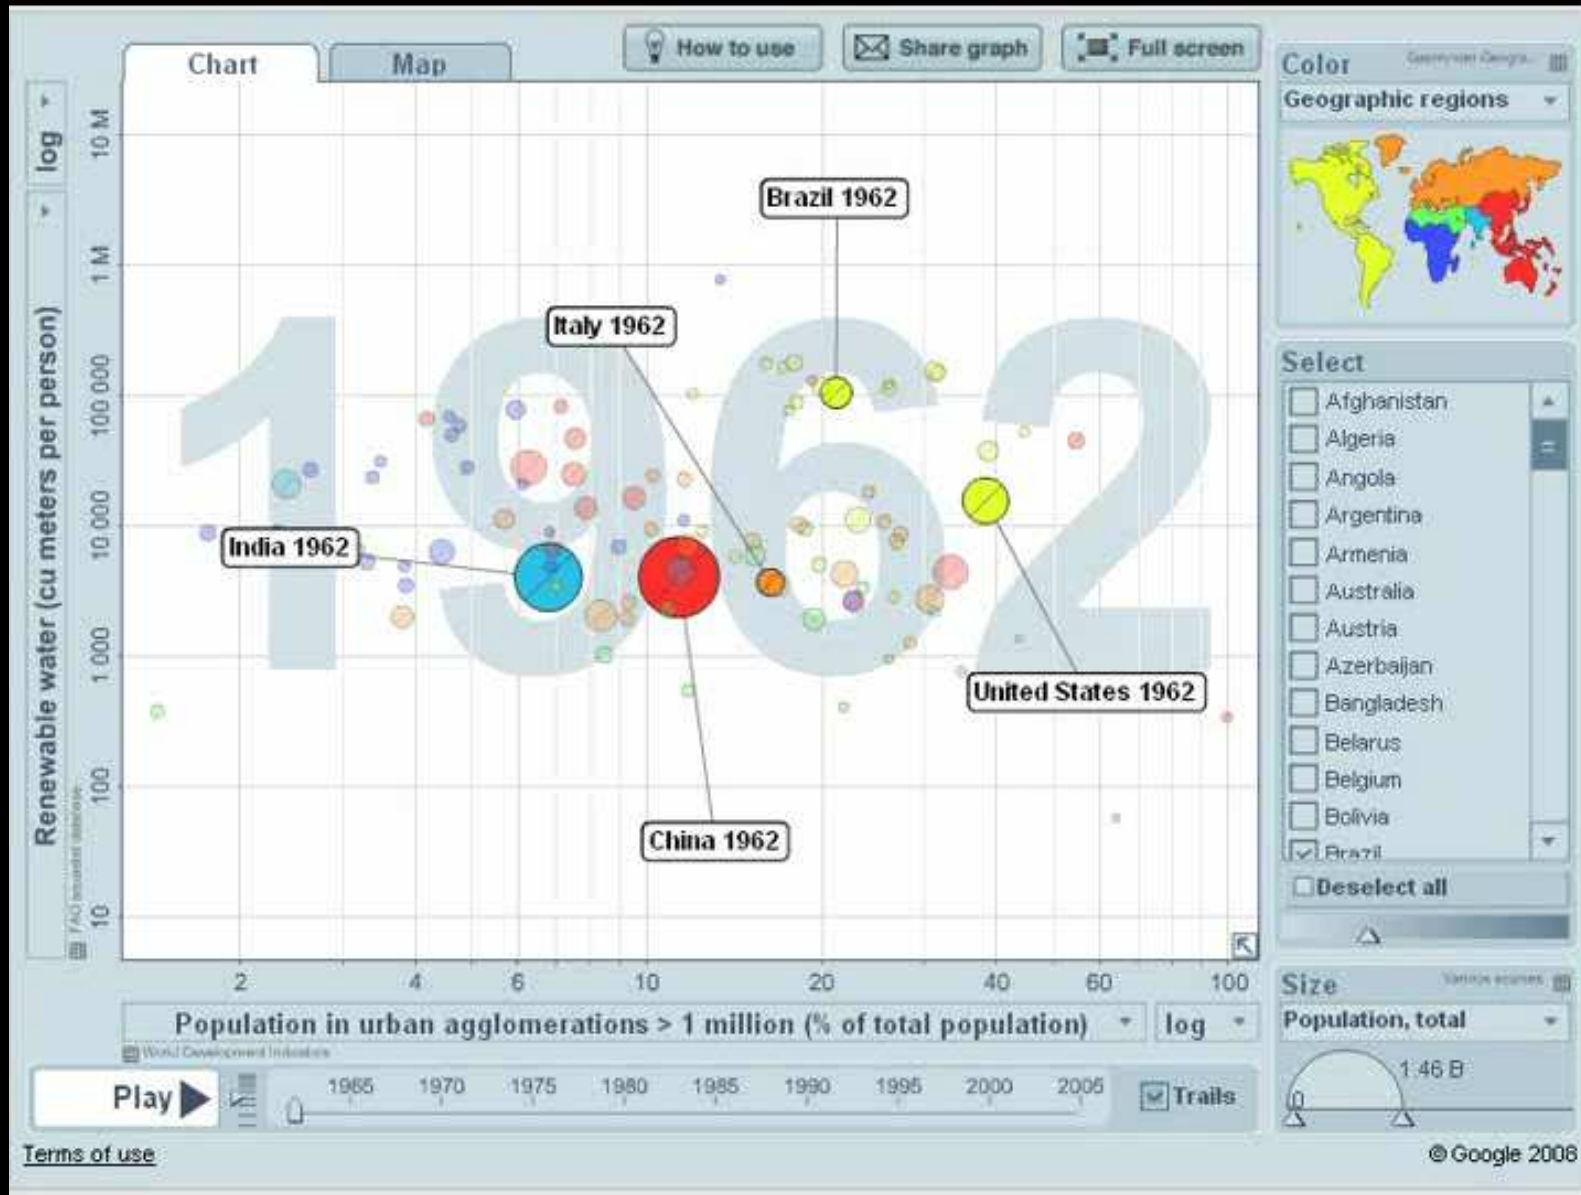 Chart
Map
How to use
Share graph
Full screen
Color
Geographic regions
log
Renewable water (cu meters per person)
10 M
1 M
100 000
10 000
1 000
100
10
1962
Brazil 1962
Italy 1962
India 1962
United States 1962
China 1962
2
4
6
10
20
40
60
100
Population in urban agglomerations > 1 million (% of total population)
log
World Development Indicators
Select
Afghanistan
Algeria
Angola
Argentina
Armenia
Australia
Austria
Azerbaijan
Bangladesh
Belarus
Belgium
Bolivia
Brazil
Deselect all
Size
Various sources
Population, total
1.46 B
0
Play
1965
1970
1975
1980
1985
1990
1995
2000
2005
Trails
Terms of use
© Google 2008